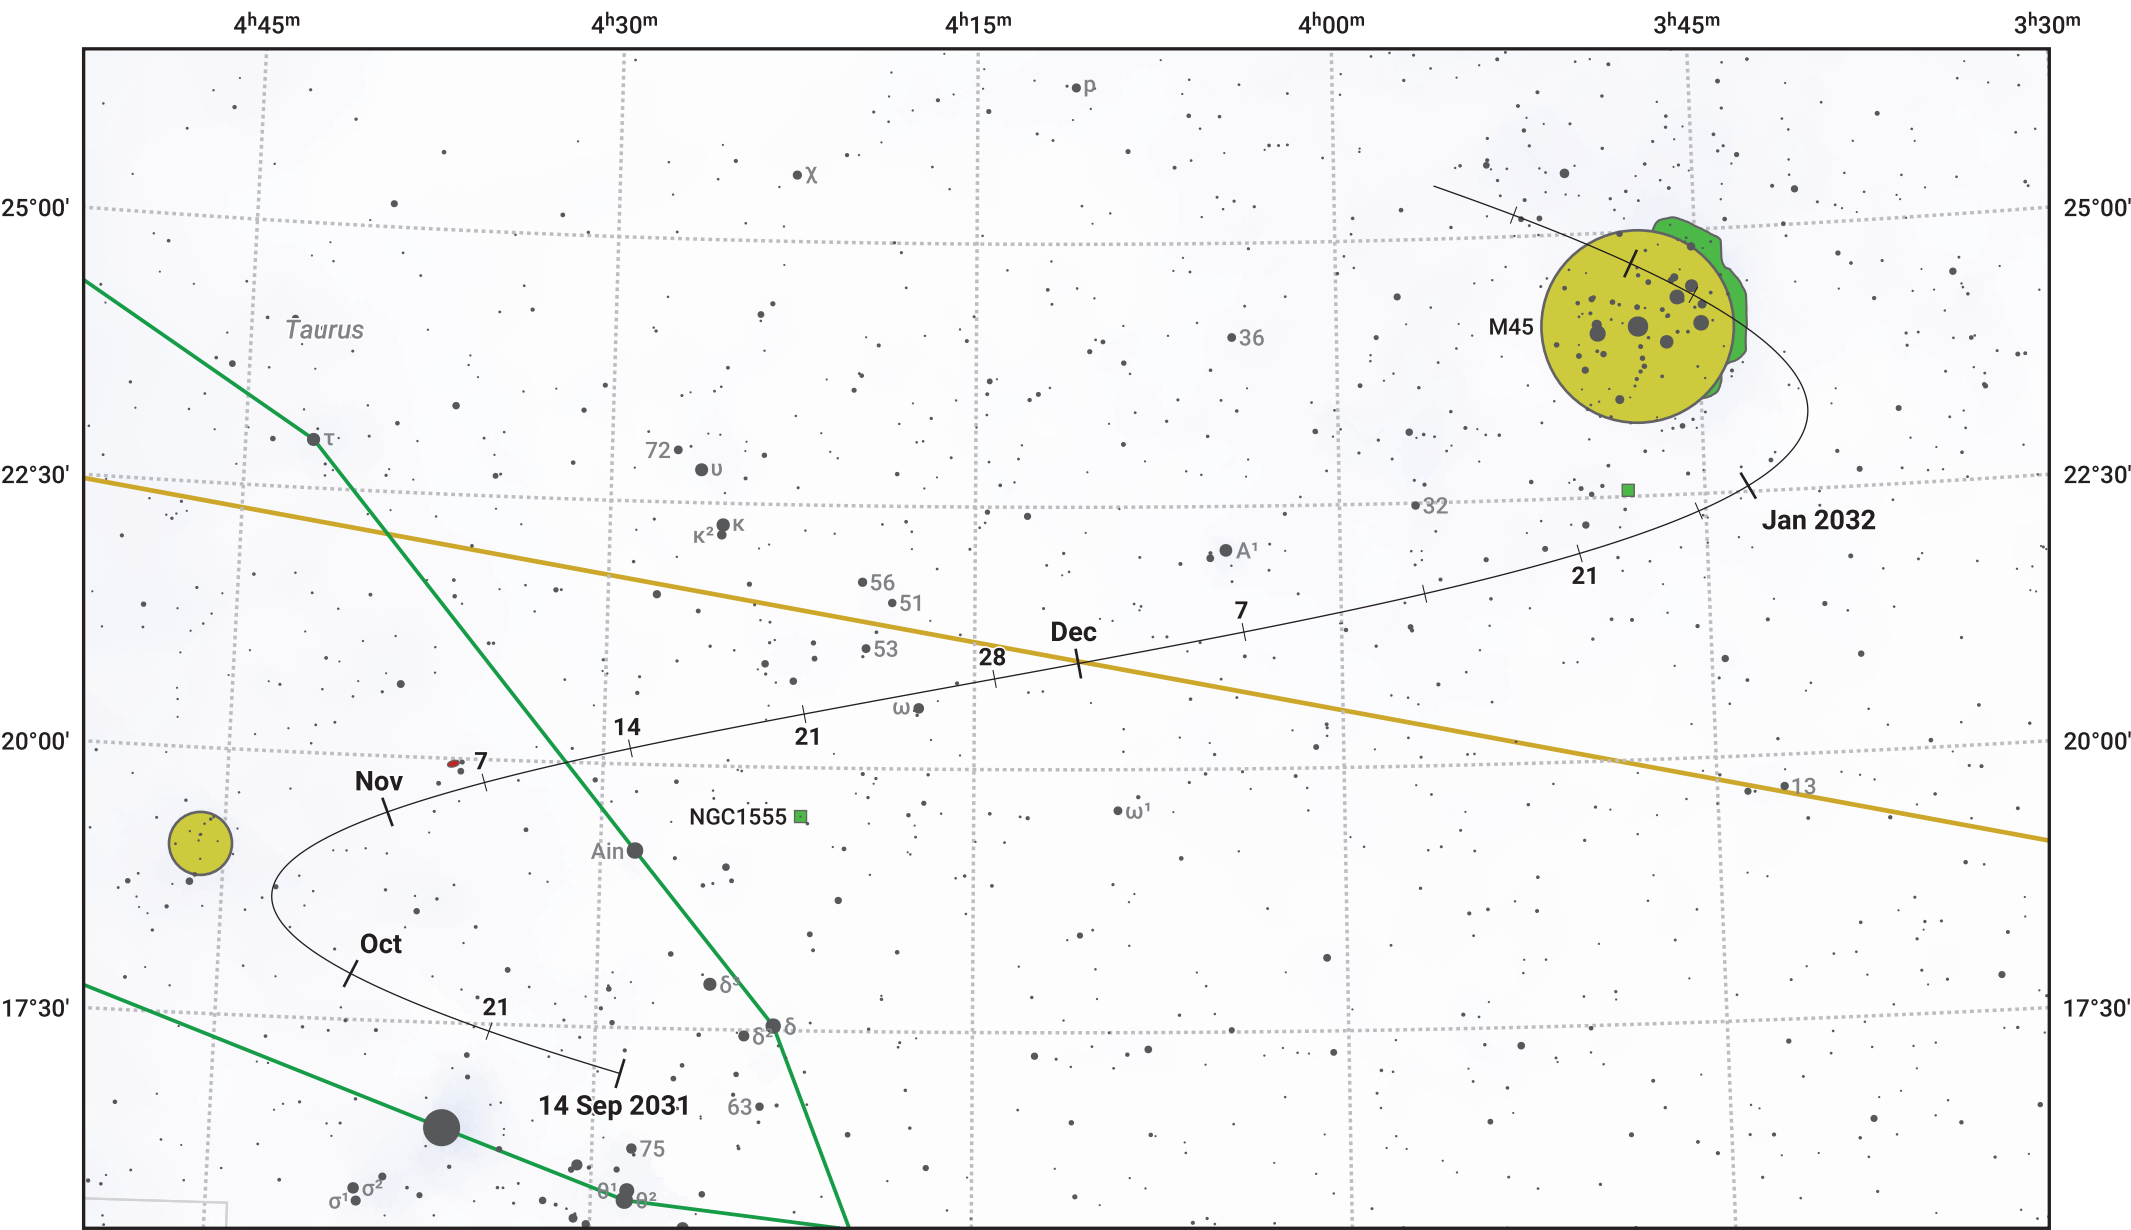 4ʰ45ᵐ 4ʰ30ᵐ 4ʰ15ᵐ 4ʰ00ᵐ 3ʰ45ᵐ 3ʰ30ᵐ
p
χ
25°00' 25°00'
Taurus
M45
36
τ
72
υ
22°30' 22°30'
32
Jan 2032
κ
κ²
A¹
21
56
51
7
Dec
53
28
ω
14
21
20°00' 20°00'
7
Nov
13
NGC1555
ω¹
Ain
Oct
δ³
21
17°30' 17°30'
δ
δ²
14 Sep 2031
63
75
σ¹ σ²
θ¹ θ²